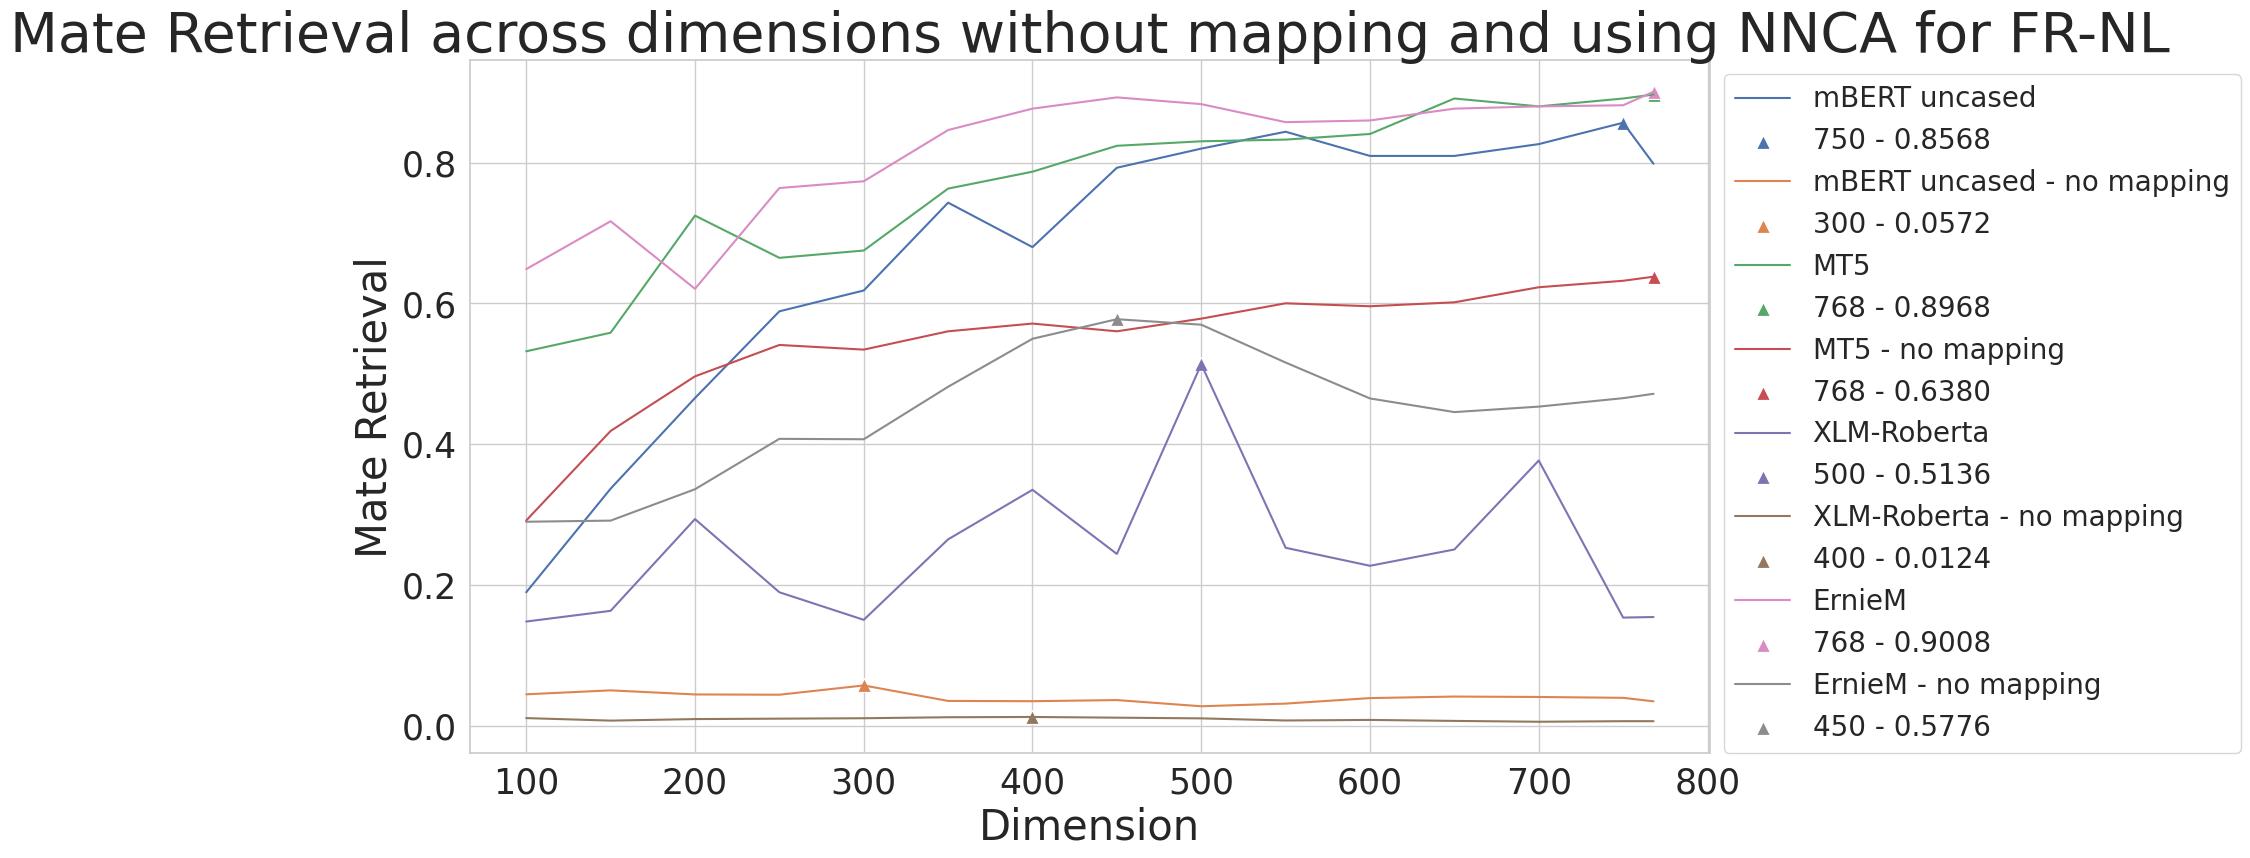 Mate Retrieval across dimensions without mapping and using NNCA for FR-NL
Mate Retrieval
0.8
0.6
0.4
0.2
0.0
100 200 300 400 500 600 700 800
Dimension
mBERT uncased
750 - 0.8568
mBERT uncased - no mapping
300 - 0.0572
MT5
768 - 0.8968
MT5 - no mapping
768 - 0.6380
XLM-Roberta
500 - 0.5136
XLM-Roberta - no mapping
400 - 0.0124
ErnieM
768 - 0.9008
ErnieM - no mapping
450 - 0.5776